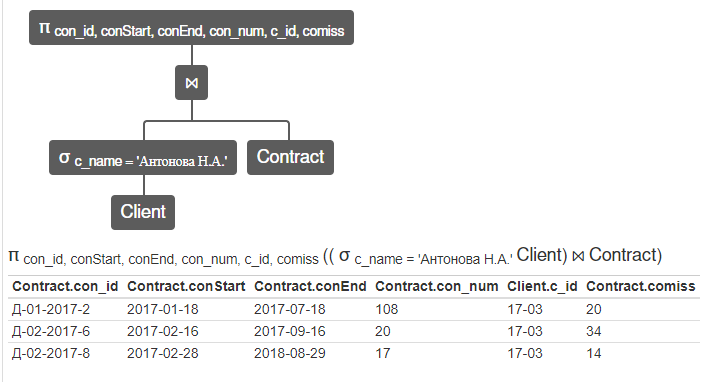 π con_id, conStart, conEnd, con_num, c_id, comiss
⋈
σ c_name = 'Антонова Н.А.' Contract
Client
π con_id, conStart, conEnd, con_num, c_id, comiss (( σ c_name = 'Антонова Н.А.' Client) ⋈ Contract)
Contract.con_id Contract.conStart Contract.conEnd Contract.con_num Client.c_id Contract.comiss
Д-01-2017-2 2017-01-18 2017-07-18 108 17-03 20
Д-02-2017-6 2017-02-16 2017-09-16 20 17-03 34
Д-02-2017-8 2017-02-28 2018-08-29 17 17-03 14